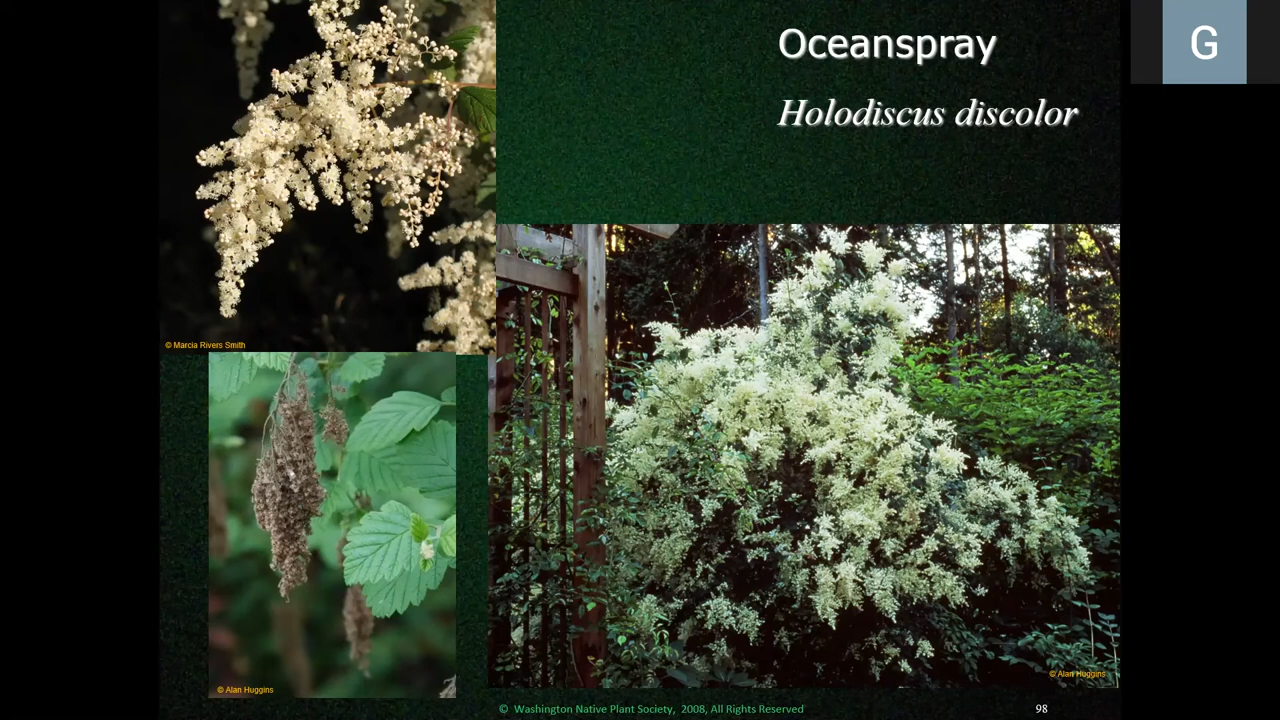 Oceanspray
G
Holodiscus discolor
© Marcia Rivers Smith
© Alan Huggins
© Alan Huggins
© Washington Native Plant Society, 2008, All Rights Reserved
98